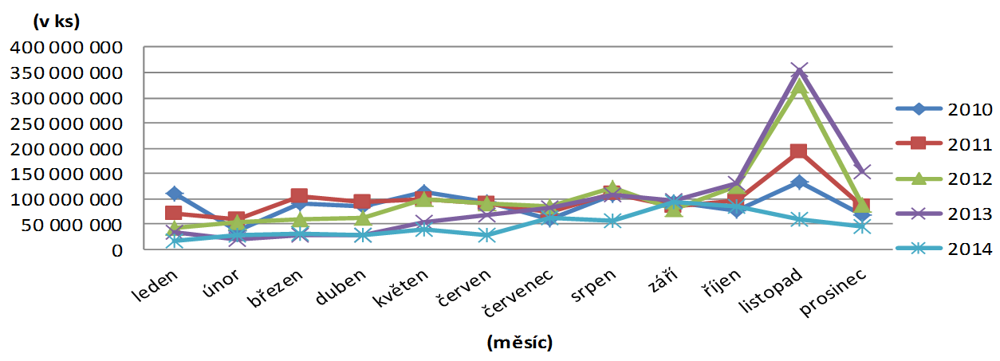 (v ks)
400 000 000
350 000 000
300 000 000
250 000 000
200 000 000
150 000 000
100 000 000
50 000 000
0
leden
únor
březen
duben
květen
červen
červenec
srpen
září
říjen
listopad
prosinec
(měsíc)
2010
2011
2012
2013
2014